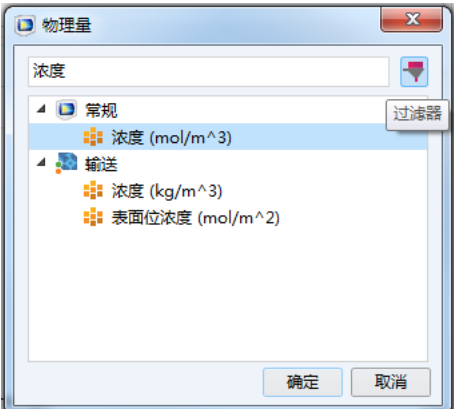 物理量
浓度
过滤器
常规
浓度 (mol/m^3)
输送
浓度 (kg/m^3)
表面位浓度 (mol/m^2)
确定
取消